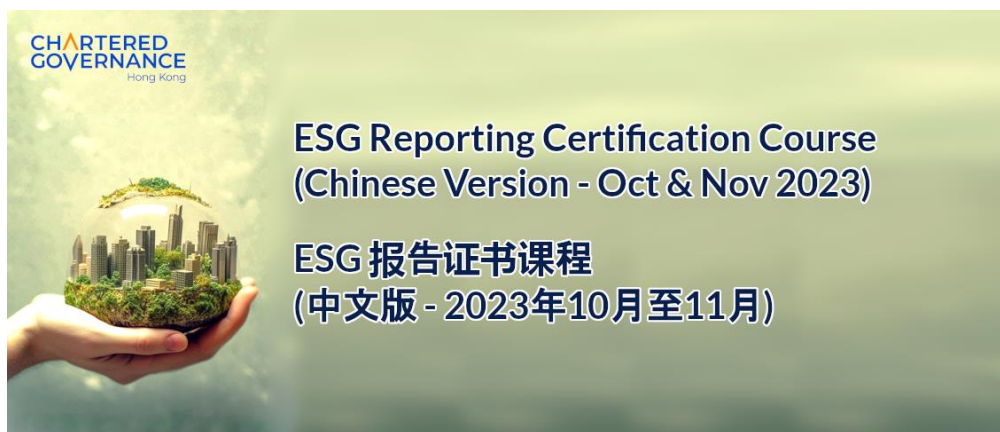 CHARTERED
GOVERNANCE
Hong Kong
ESG Reporting Certification Course
(Chinese Version - Oct & Nov 2023)
ESG 报告证书课程
(中文版 - 2023年10月至11月)